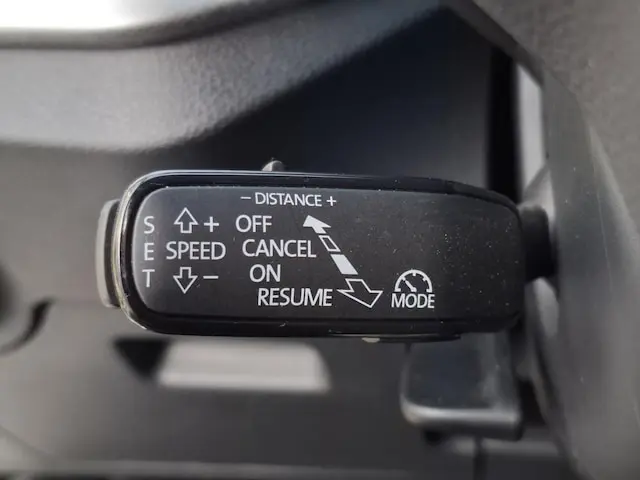 − DISTANCE +
S + OFF
E SPEED CANCEL
T − ON
RESUME MODE